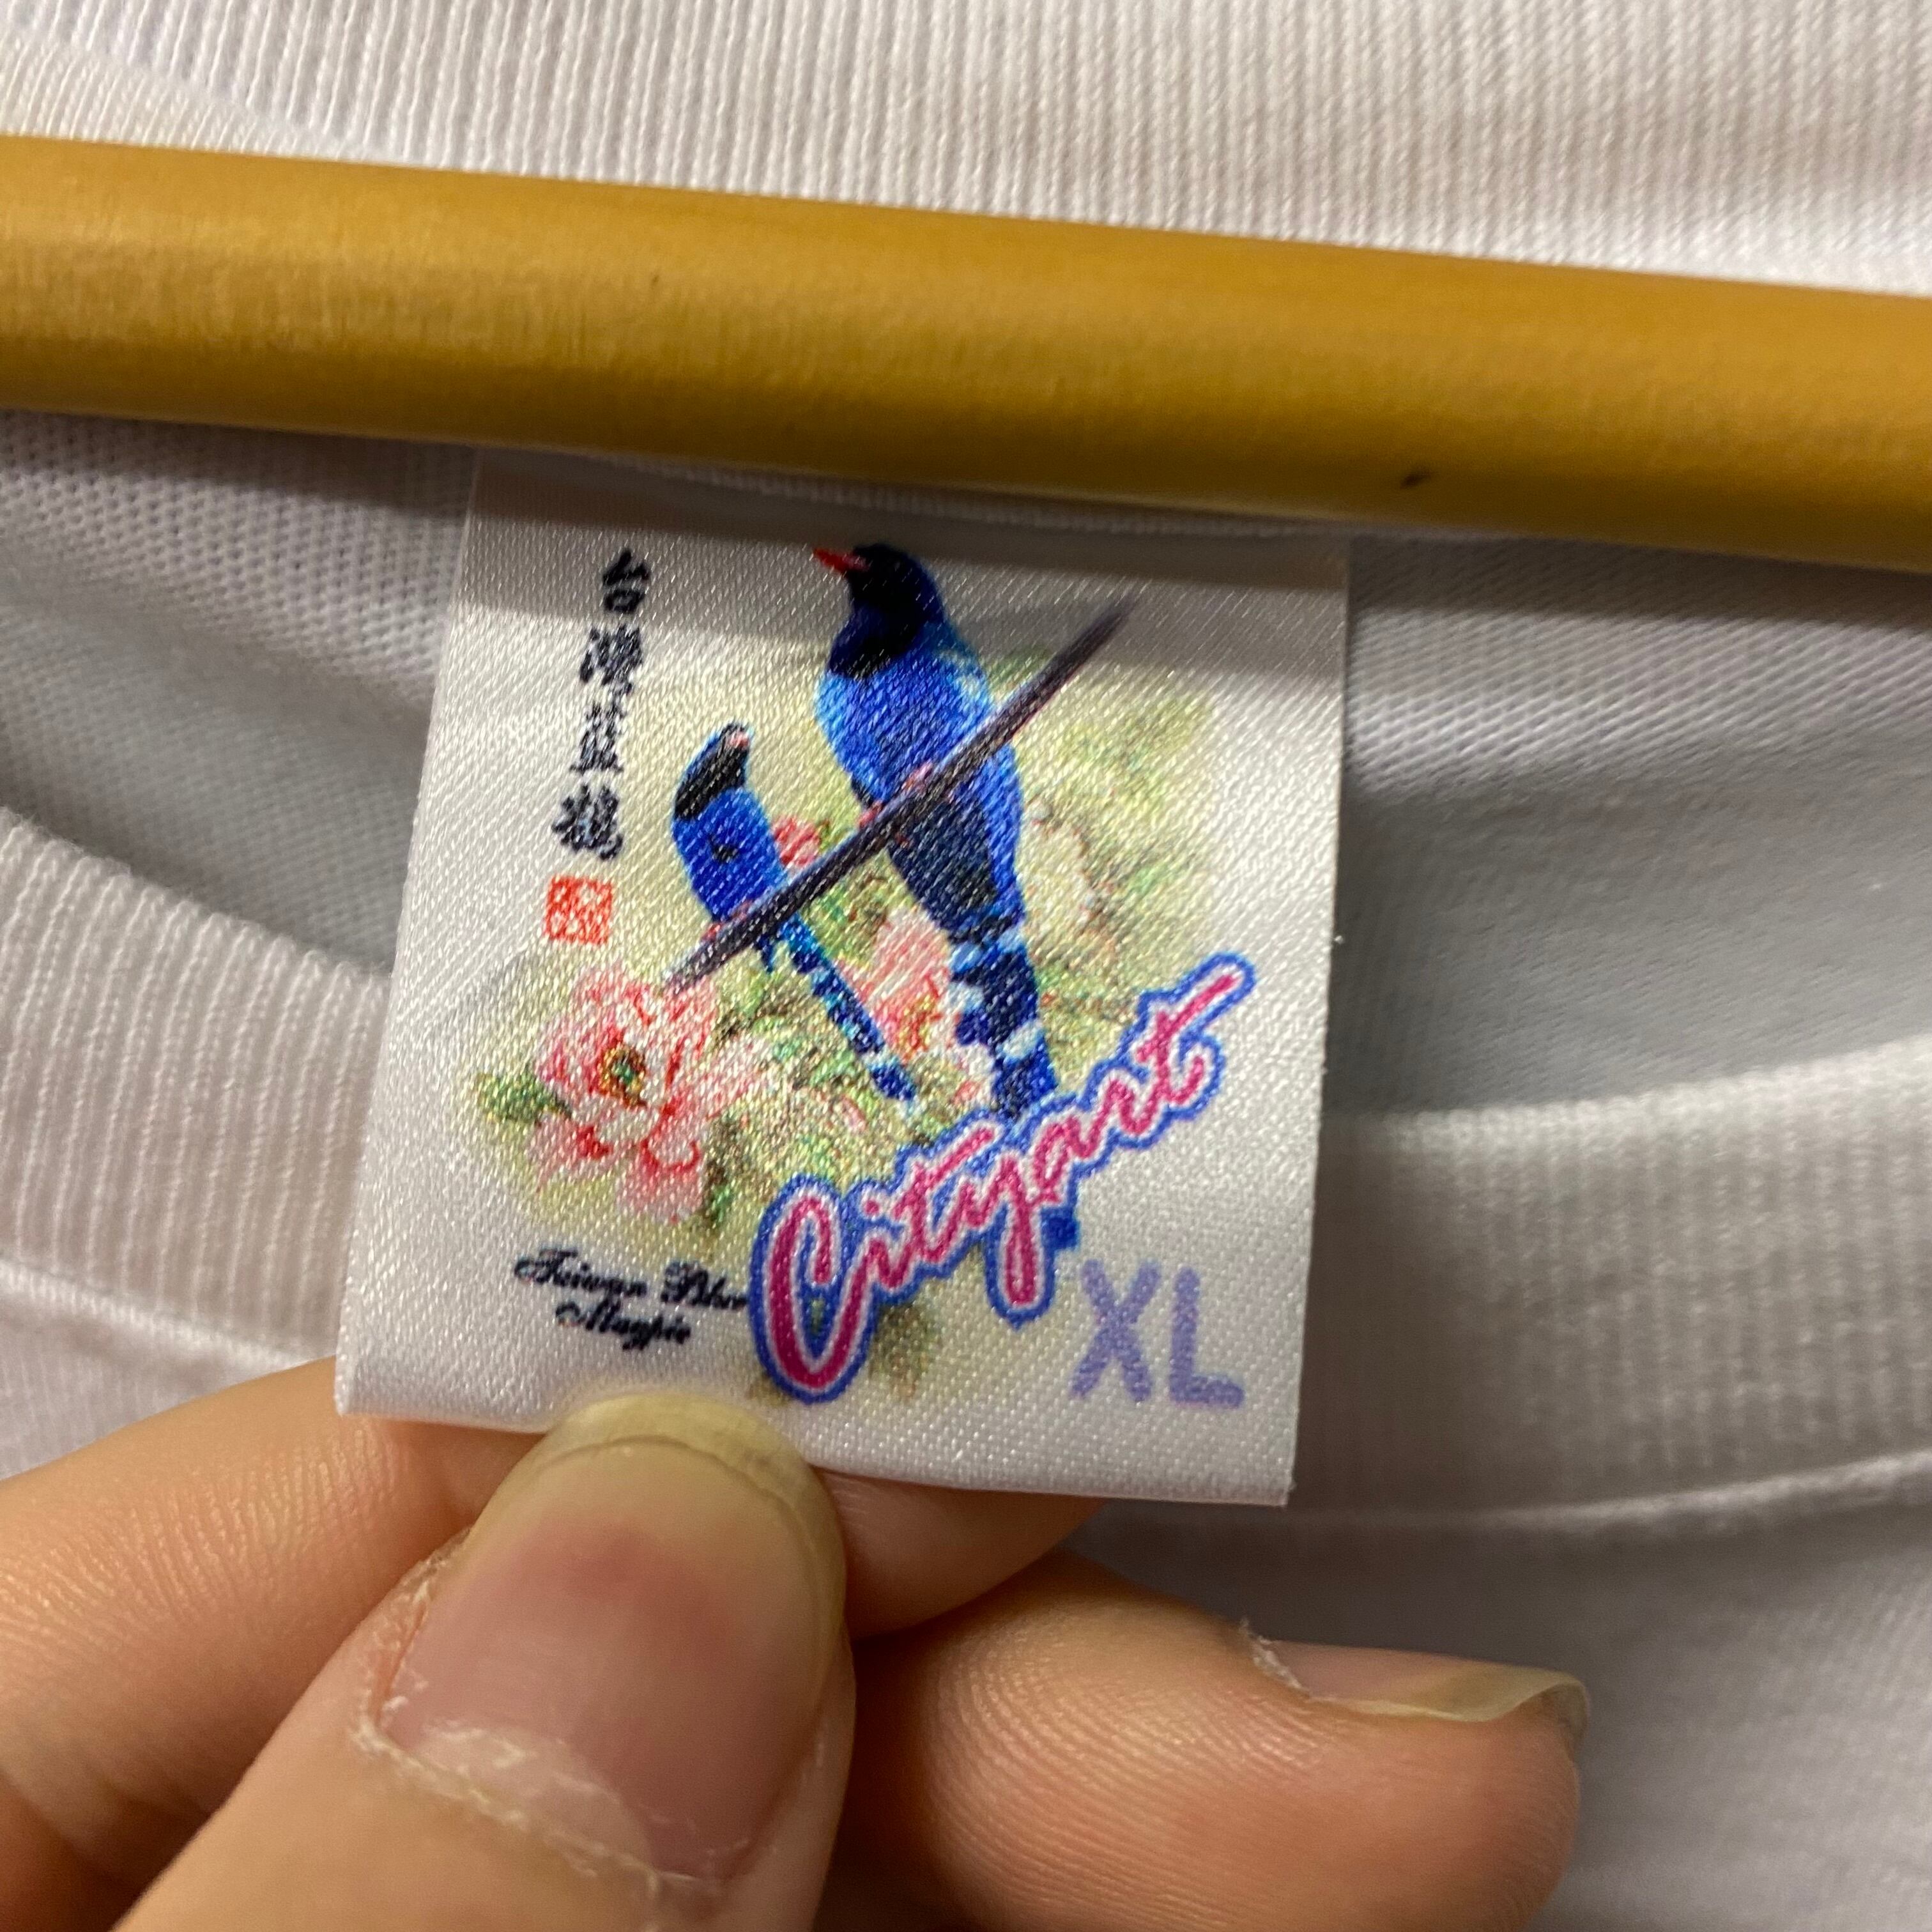 台灣藍鵲
Cityart
Taiwan Blue
Magpie
XL